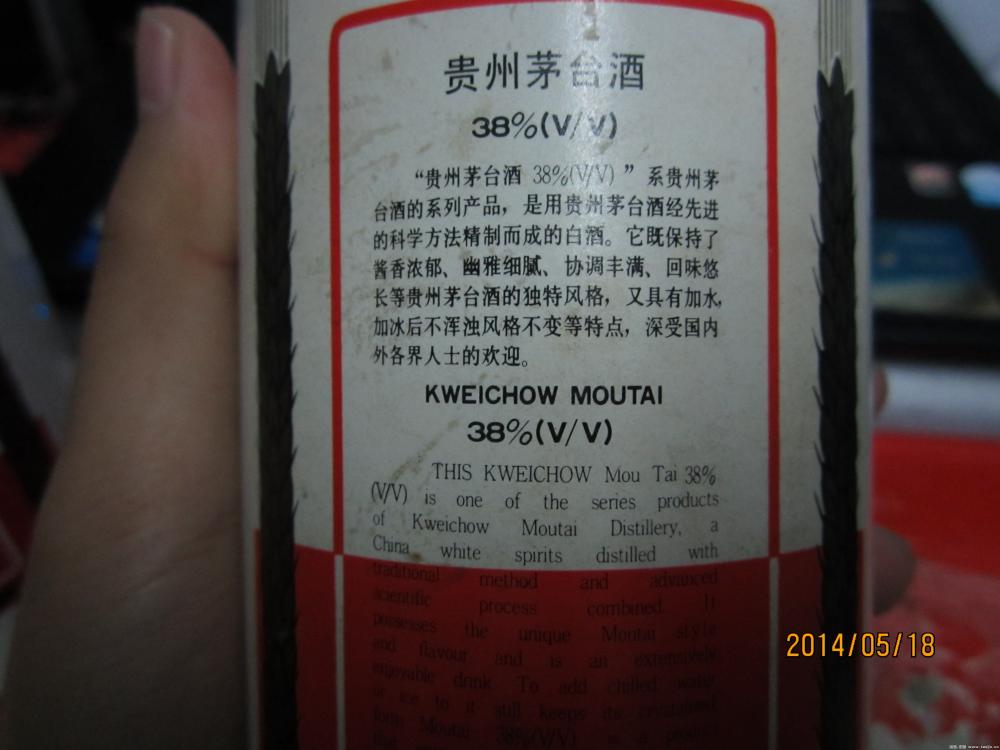 贵州茅台酒
38%(V/V)
“贵州茅台酒 38%(V/V)”系贵州茅
台酒的系列产品，是用贵州茅台酒经先进
的科学方法精制而成的白酒。它既保持了
酱香浓郁、幽雅细腻、协调丰满、回味悠
长等贵州茅台酒的独特风格，又具有加水,
加冰后不浑浊风格不变等特点，深受国内
外各界人士的欢迎。
KWEICHOW MOUTAI
38%(V/V)
THIS KWEICHOW Mou Tai 38%
(V/V) is one of the series products
of Kweichow Moutai Distillery, a
China white spirits distilled with
traditional method and advanced
scientific process combined. It
possesses the unique Moutai style
and flavour and is an extensively
enjoyable drink. To add chilled water
or ice to it still keeps its crystalized
form Moutai 38%(V/V)
2014/05/18